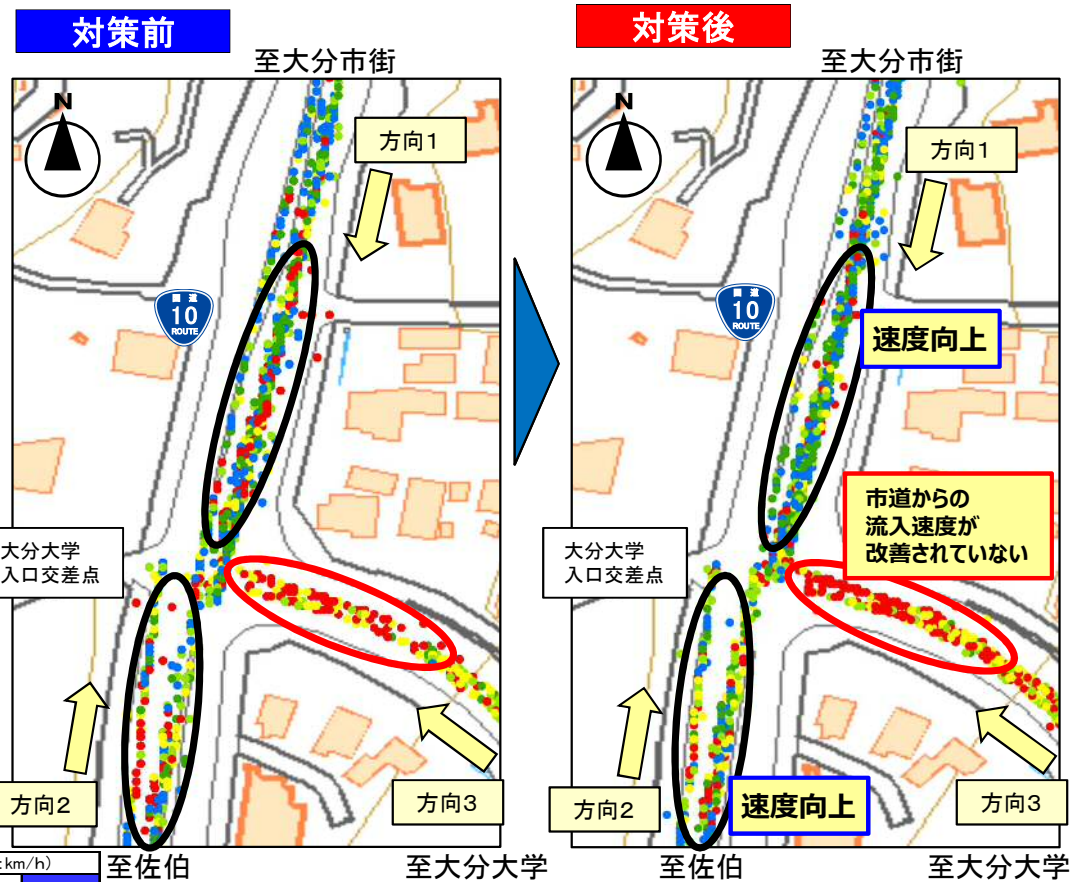 対策前
至大分市街
N
方向1
国道
10
ROUTE
大分大学
入口交差点
方向2
方向3
km/h)
至佐伯
至大分大学
対策後
至大分市街
N
方向1
国道
10
ROUTE
速度向上
市道からの
流入速度が
改善されていない
大分大学
入口交差点
方向2
速度向上
方向3
至佐伯
至大分大学